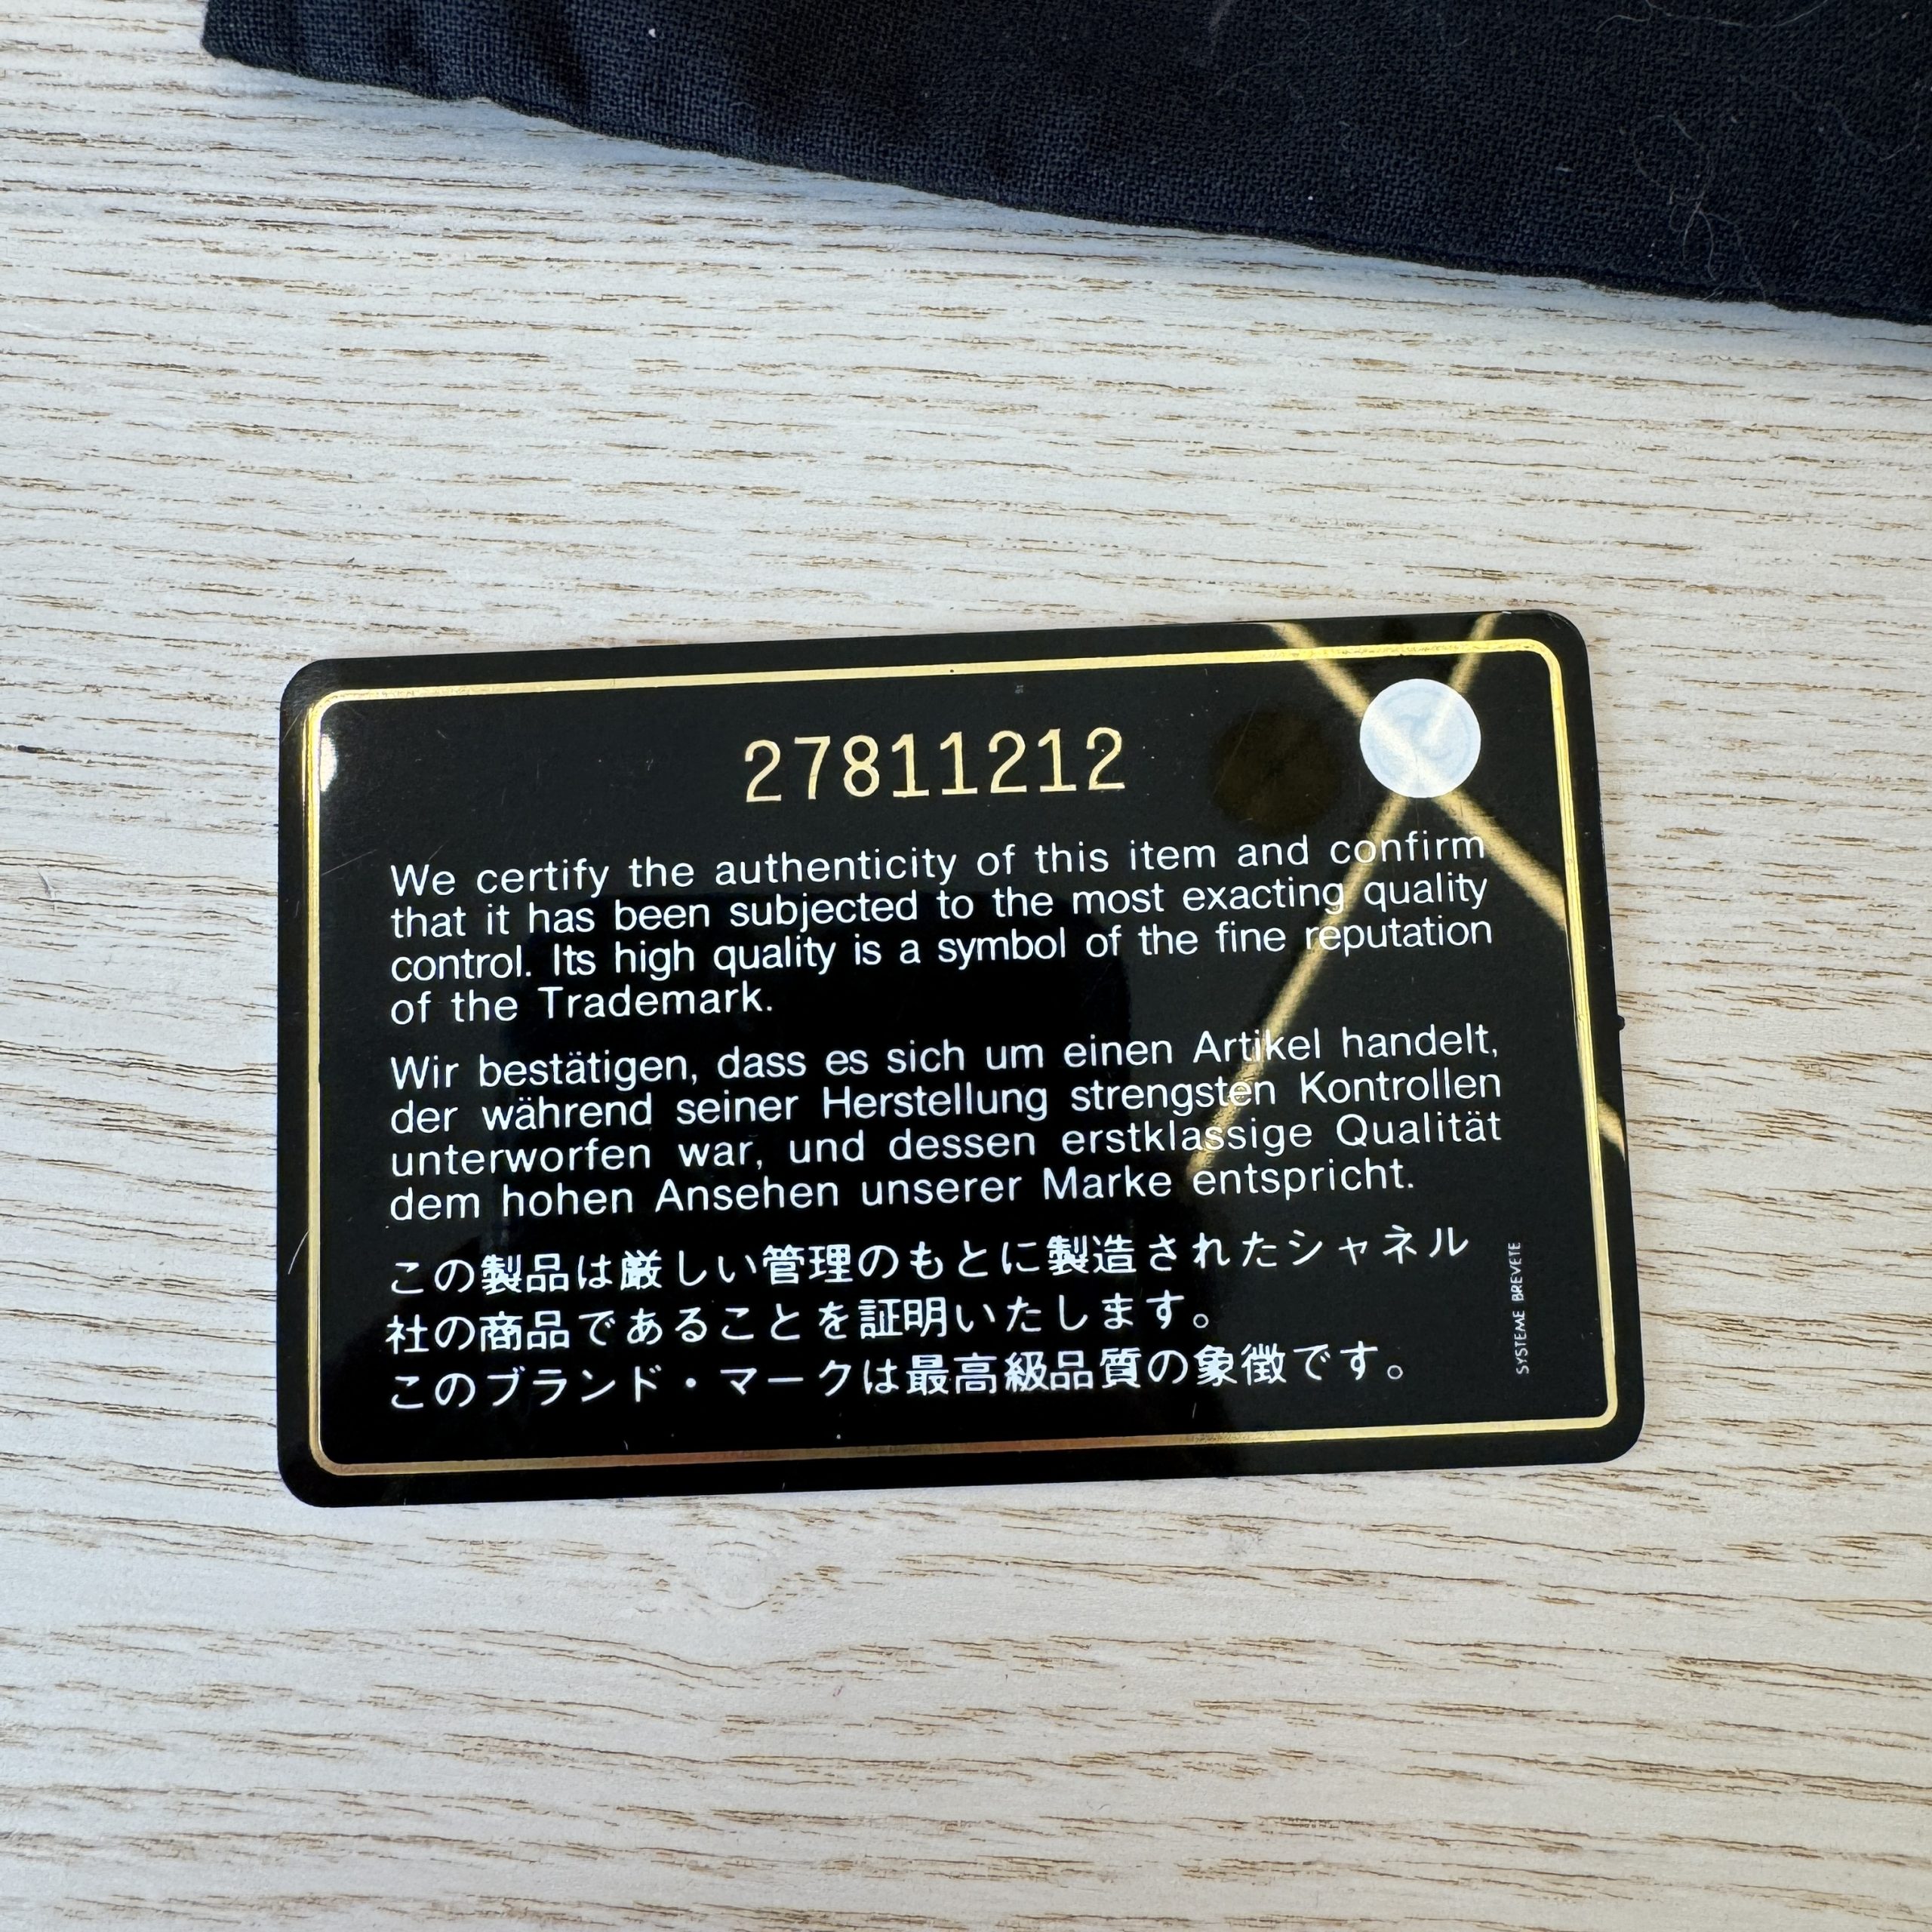 27811212
We certify the authenticity of this item and confirm
that it has been subjected to the most exacting quality
control. Its high quality is a symbol of the fine reputation
of the Trademark.
Wir bestätigen, dass es sich um einen Artikel handelt,
der während seiner Herstellung strengsten Kontrollen
unterworfen war, und dessen erstklassige Qualität
dem hohen Ansehen unserer Marke entspricht.
この製品は厳しい管理のもとに製造されたシャネル
社の商品であることを証明いたします。
このブランド・マークは最高級品質の象徴です。
SYSTEME BREVETE